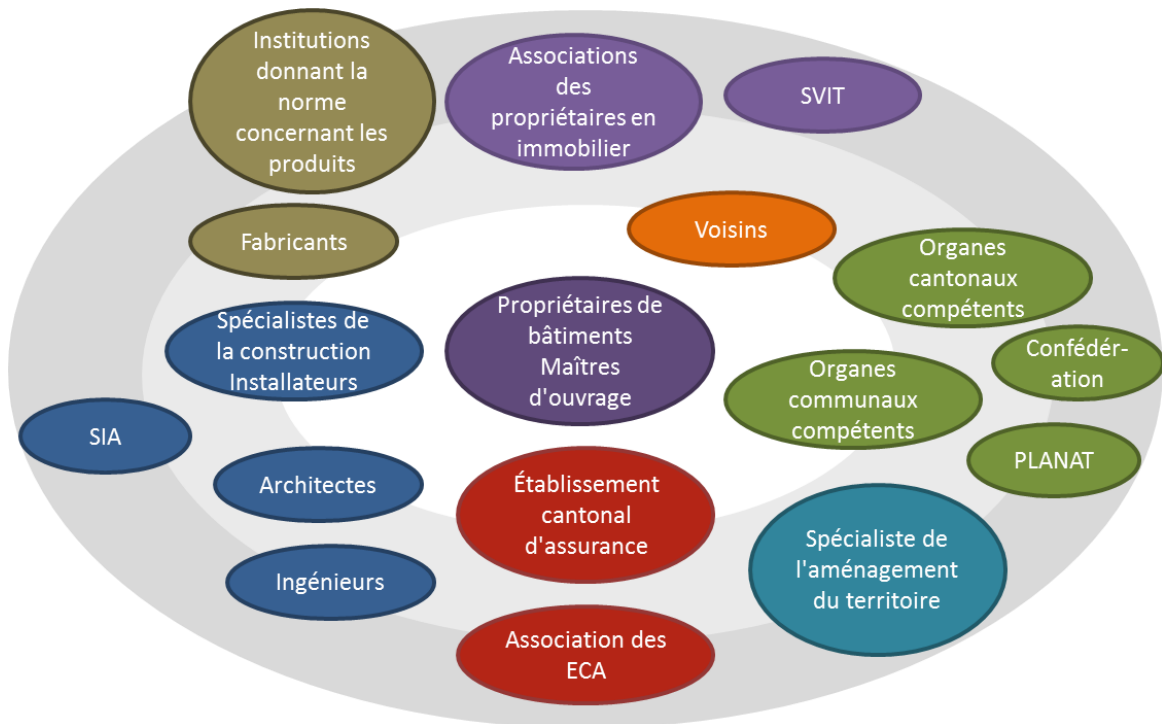 Institutions
donnant la
norme
concernant les
produits
Associations
des
propriétaires en
immobilier
SVIT
Fabricants
Voisins
Organes
cantonaux
compétents
Spécialistes de
la construction
Installateurs
Propriétaires de
bâtiments
Maîtres
d'ouvrage
Organes
communaux
compétents
Confédér-
ation
SIA
PLANAT
Architectes
Établissement
cantonal
d'assurance
Spécialiste de
l'aménagement
du territoire
Ingénieurs
Association des
ECA